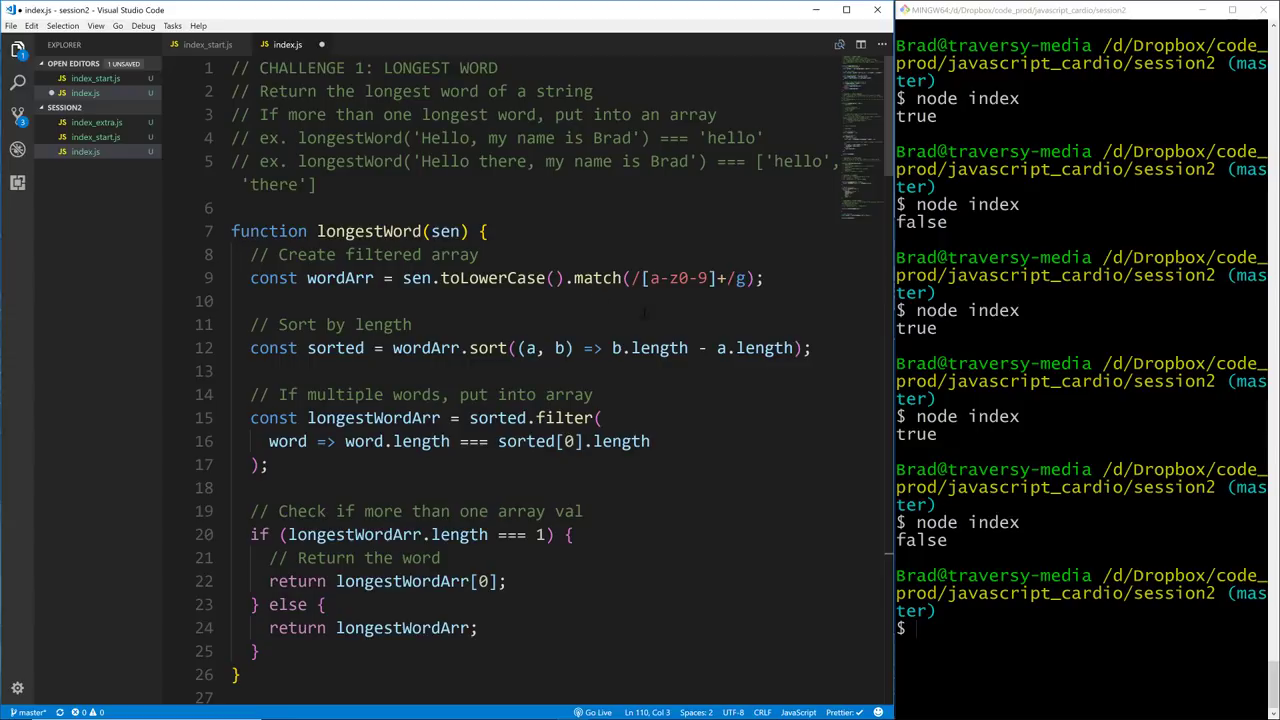 index.js - session2 - Visual Studio Code
File Edit Selection View Go Debug Tasks Help
EXPLORER
OPEN EDITORS 1 UNSAVED
index_start.js U
index.js U
SESSION2
index_extra.js U
index_start.js U
index.js U
index_start.js index.js
1 // CHALLENGE 1: LONGEST WORD
2 // Return the longest word of a string
3 // If more than one longest word, put into an array
4 // ex. longestWord('Hello, my name is Brad') === 'hello'
5 // ex. longestWord('Hello there, my name is Brad') === ['hello',
'there']
6
7 function longestWord(sen) {
8 // Create filtered array
9 const wordArr = sen.toLowerCase().match(/[a-z0-9]+/g);
10
11 // Sort by length
12 const sorted = wordArr.sort((a, b) => b.length - a.length);
13
14 // If multiple words, put into array
15 const longestWordArr = sorted.filter(
16 word => word.length === sorted[0].length
17 );
18
19 // Check if more than one array val
20 if (longestWordArr.length === 1) {
21 // Return the word
22 return longestWordArr[0];
23 } else {
24 return longestWordArr;
25 }
26 }
27
master* 0 0 Go Live Ln 110, Col 3 Spaces: 2 UTF-8 CRLF JavaScript Prettier: ✓
MINGW64:/d/Dropbox/code_prod/javascript_cardio/session2
Brad@traversy-media /d/Dropbox/code_
prod/javascript_cardio/session2 (mas
ter)
$ node index
true
Brad@traversy-media /d/Dropbox/code_
prod/javascript_cardio/session2 (mas
ter)
$ node index
false
Brad@traversy-media /d/Dropbox/code_
prod/javascript_cardio/session2 (mas
ter)
$ node index
true
Brad@traversy-media /d/Dropbox/code_
prod/javascript_cardio/session2 (mas
ter)
$ node index
true
Brad@traversy-media /d/Dropbox/code_
prod/javascript_cardio/session2 (mas
ter)
$ node index
false
Brad@traversy-media /d/Dropbox/code_
prod/javascript_cardio/session2 (mas
ter)
$